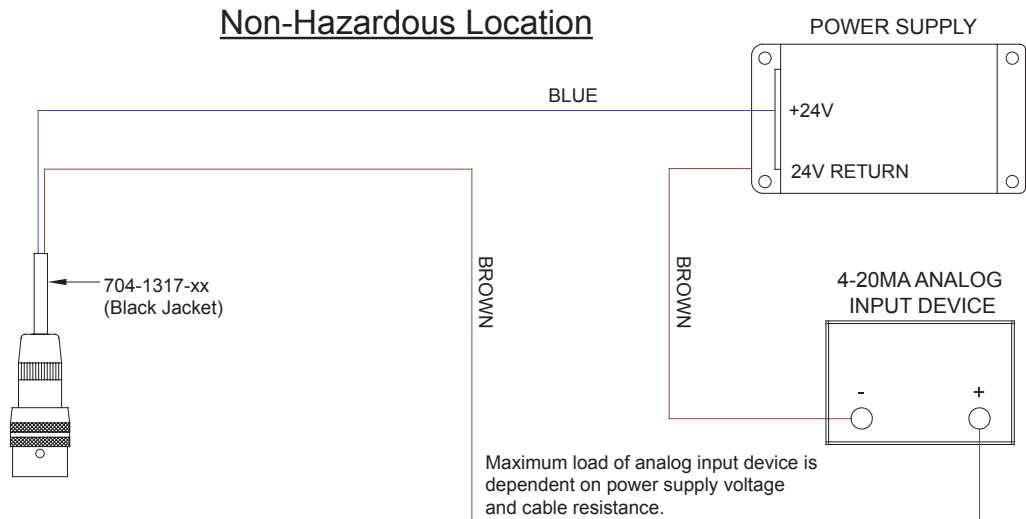 Non-Hazardous Location
POWER SUPPLY
BLUE
+24V
24V RETURN
704-1317-xx
(Black Jacket)
BROWN
BROWN
4-20MA ANALOG
INPUT DEVICE
- +
Maximum load of analog input device is
dependent on power supply voltage
and cable resistance.